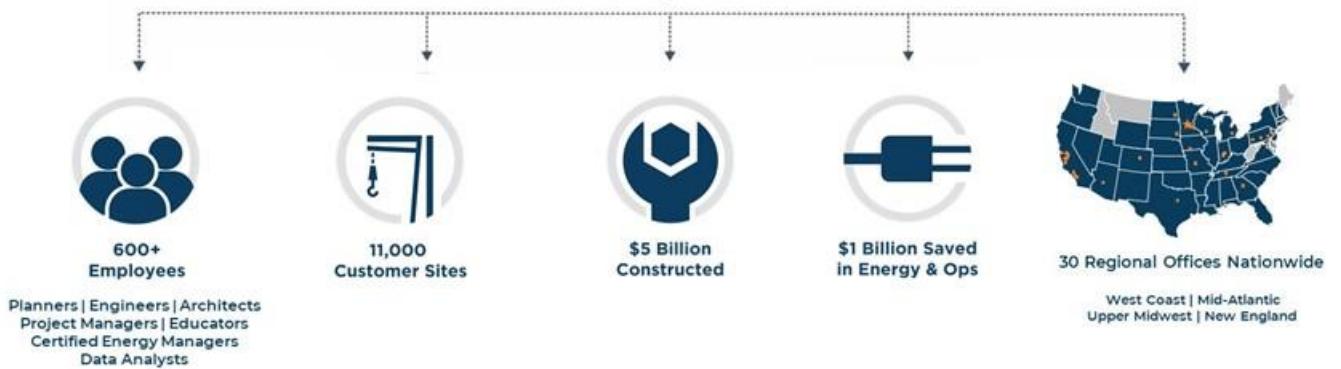 600+
Employees
Planners | Engineers | Architects
Project Managers | Educators
Certified Energy Managers
Data Analysts
11,000
Customer Sites
$5 Billion
Constructed
$1 Billion Saved
in Energy & Ops
30 Regional Offices Nationwide
West Coast | Mid-Atlantic
Upper Midwest | New England